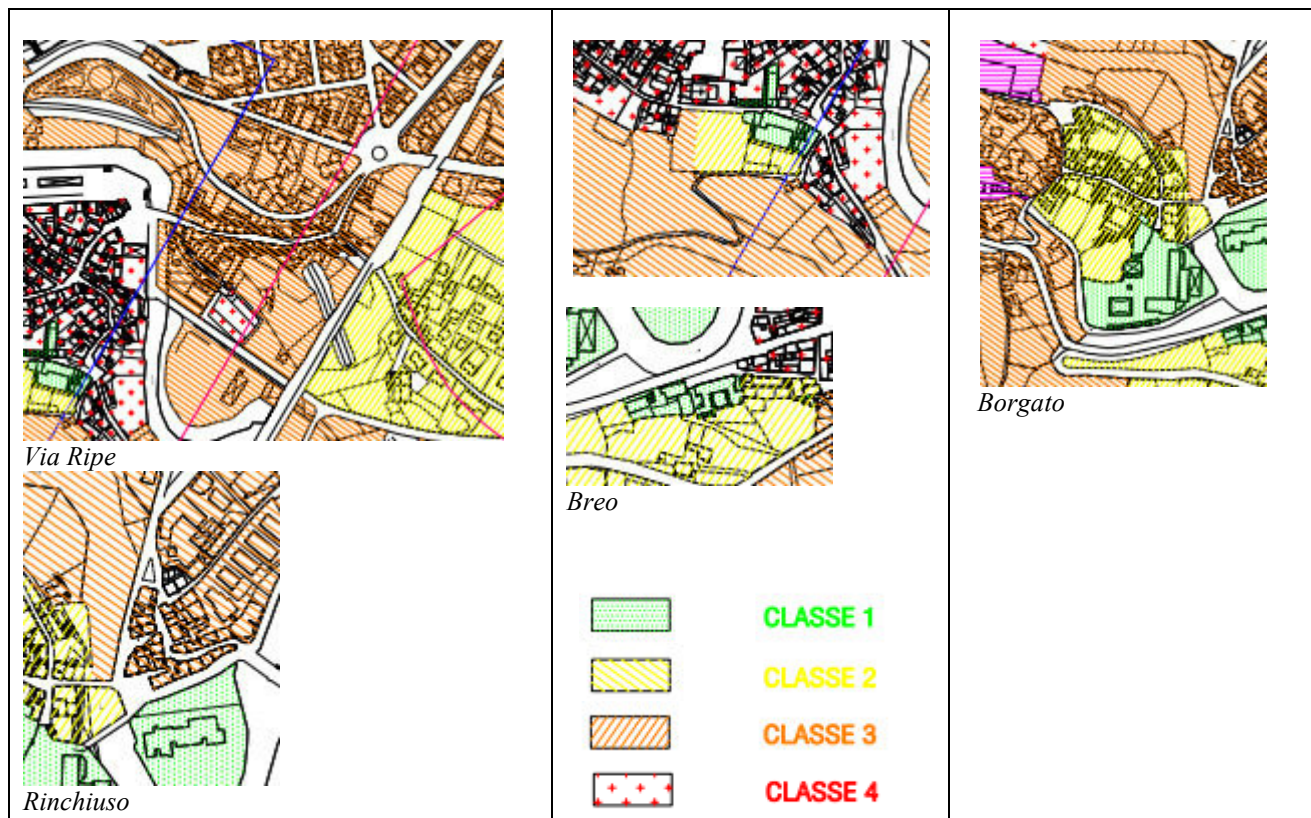 Via Ripe
Rinchiuso
Breo
CLASSE 1
CLASSE 2
CLASSE 3
CLASSE 4
Borgato